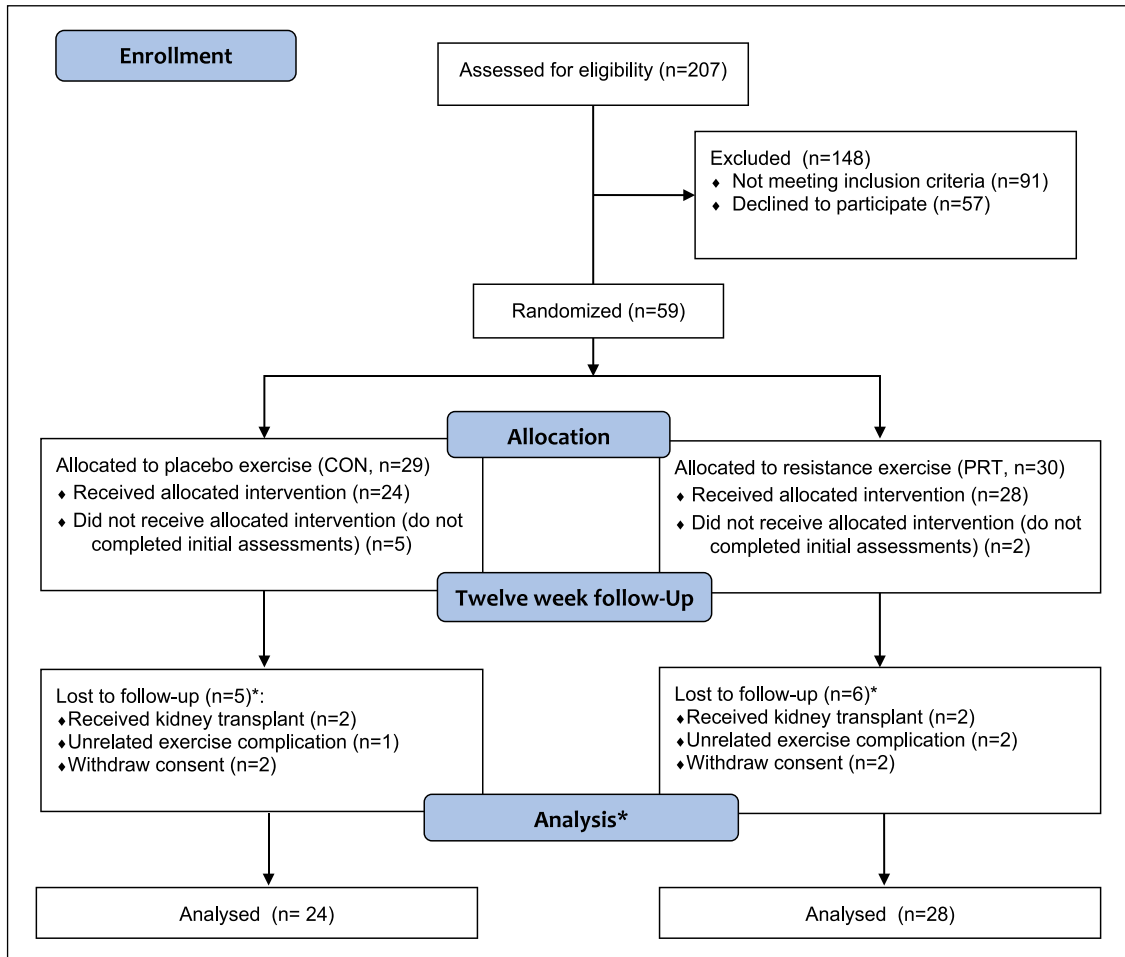 Enrollment
Assessed for eligibility (n=207)
Excluded (n=148)
♦ Not meeting inclusion criteria (n=91)
♦ Declined to participate (n=57)
Randomized (n=59)
Allocation
Allocated to placebo exercise (CON, n=29)
♦ Received allocated intervention (n=24)
♦ Did not receive allocated intervention (do not
completed initial assessments) (n=5)
Allocated to resistance exercise (PRT, n=30)
♦ Received allocated intervention (n=28)
♦ Did not receive allocated intervention (do not
completed initial assessments) (n=2)
Twelve week follow-Up
Lost to follow-up (n=5)*:
♦Received kidney transplant (n=2)
♦Unrelated exercise complication (n=1)
♦Withdraw consent (n=2)
Lost to follow-up (n=6)*
♦Received kidney transplant (n=2)
♦Unrelated exercise complication (n=2)
♦Withdraw consent (n=2)
Analysis*
Analysed (n= 24)
Analysed (n=28)